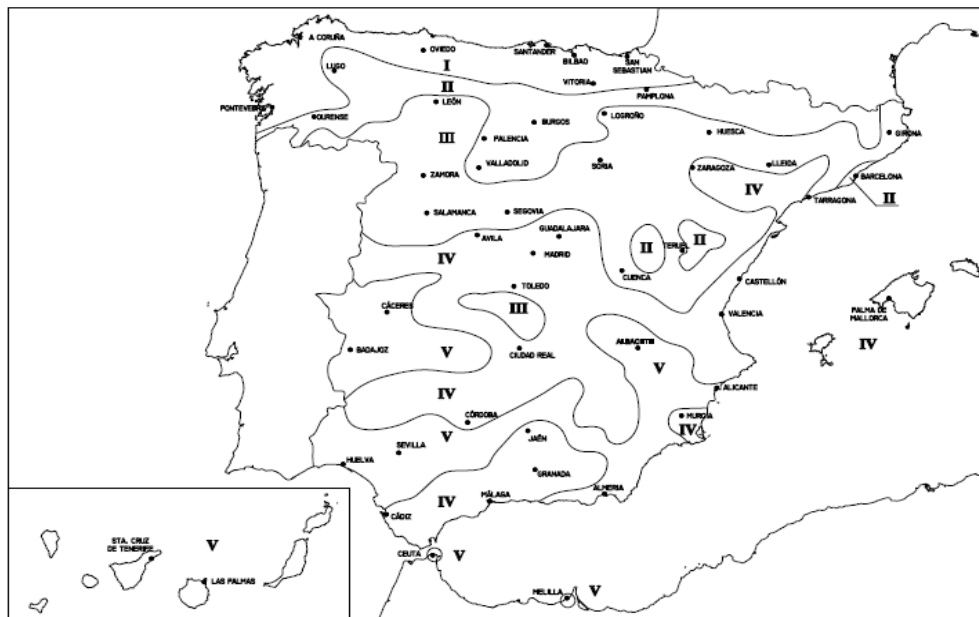 A CORUÑA
OVIEDO
SANTANDER
BILBAO
SAN
SEBASTIAN
LUGO
I
VITORIA
II
PAMPLONA
PONTEVEDRA
LEÓN
OURENSE
BURGOS
LOGROÑO
HUESCA
GIRONA
III
PALENCIA
VALLADOLID
SORIA
ZARAGOZA
LLEIDA
BARCELONA
ZAMORA
IV
TARRAGONA
II
SALAMANCA
SEGOVIA
AVILA
GUADALAJARA
II
II
TERUEL
IV
MADRID
CUENCA
CASTELLÓN
TOLEDO
CÁCERES
III
VALENCIA
PALMA DE
MALLORCA
IV
BADAJOZ
V
CIUDAD REAL
ALBACETE
V
ALICANTE
IV
MURCIA
IV
CÓRDOBA
V
JAÉN
SEVILLA
HUELVA
GRANADA
IV
MÁLAGA
ALMERIA
CÁDIZ
CEUTA
V
MELILLA
V
STA. CRUZ
DE TENERIFE
V
LAS PALMAS